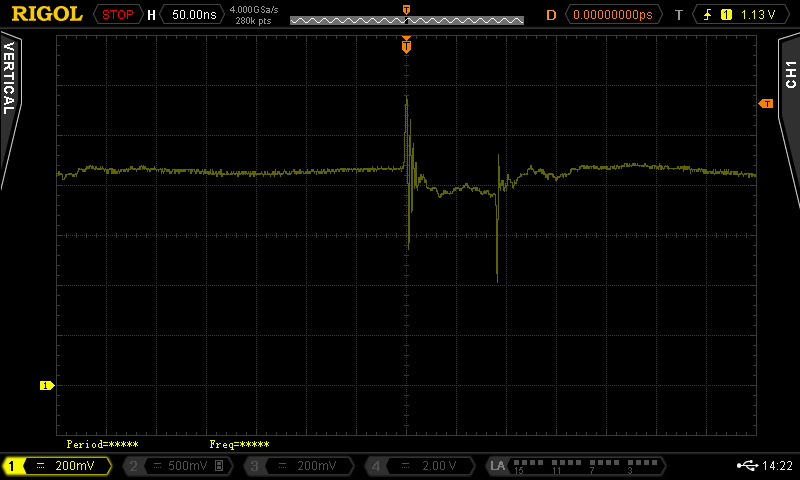 RIGOL STOP H 50.00ns 4.000GSa/s D 0.00000000ps T 1 1.13 V
280k pts
T
T
VERTICAL
CH1
T
1
Period=***** Freq=*****
1 200mV 2 500mV 3 200mV 4 2.00 V LA 15 11 7 3 14:22